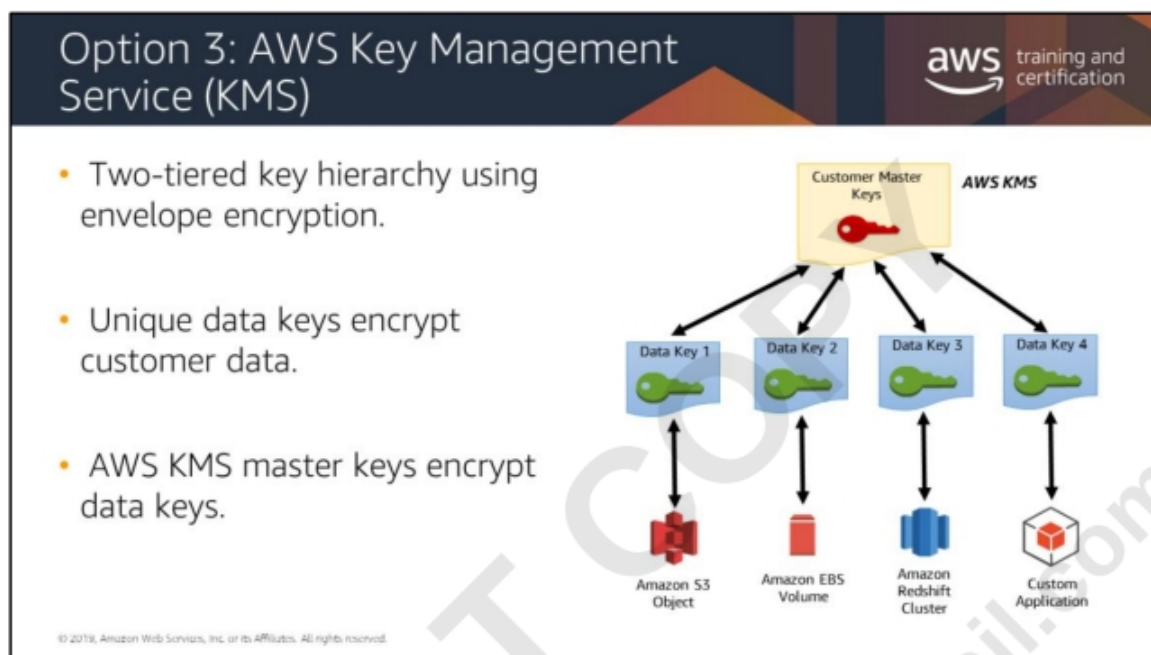 Option 3: AWS Key Management
Service (KMS)
aws training and
certification
• Two-tiered key hierarchy using
envelope encryption.
• Unique data keys encrypt
customer data.
• AWS KMS master keys encrypt
data keys.
Customer Master
Keys
AWS KMS
Data Key 1
Data Key 2
Data Key 3
Data Key 4
Amazon S3
Object
Amazon EBS
Volume
Amazon
Redshift
Cluster
Custom
Application
© 2019, Amazon Web Services, Inc. or its Affiliates. All rights reserved.
T COPY
ail.com